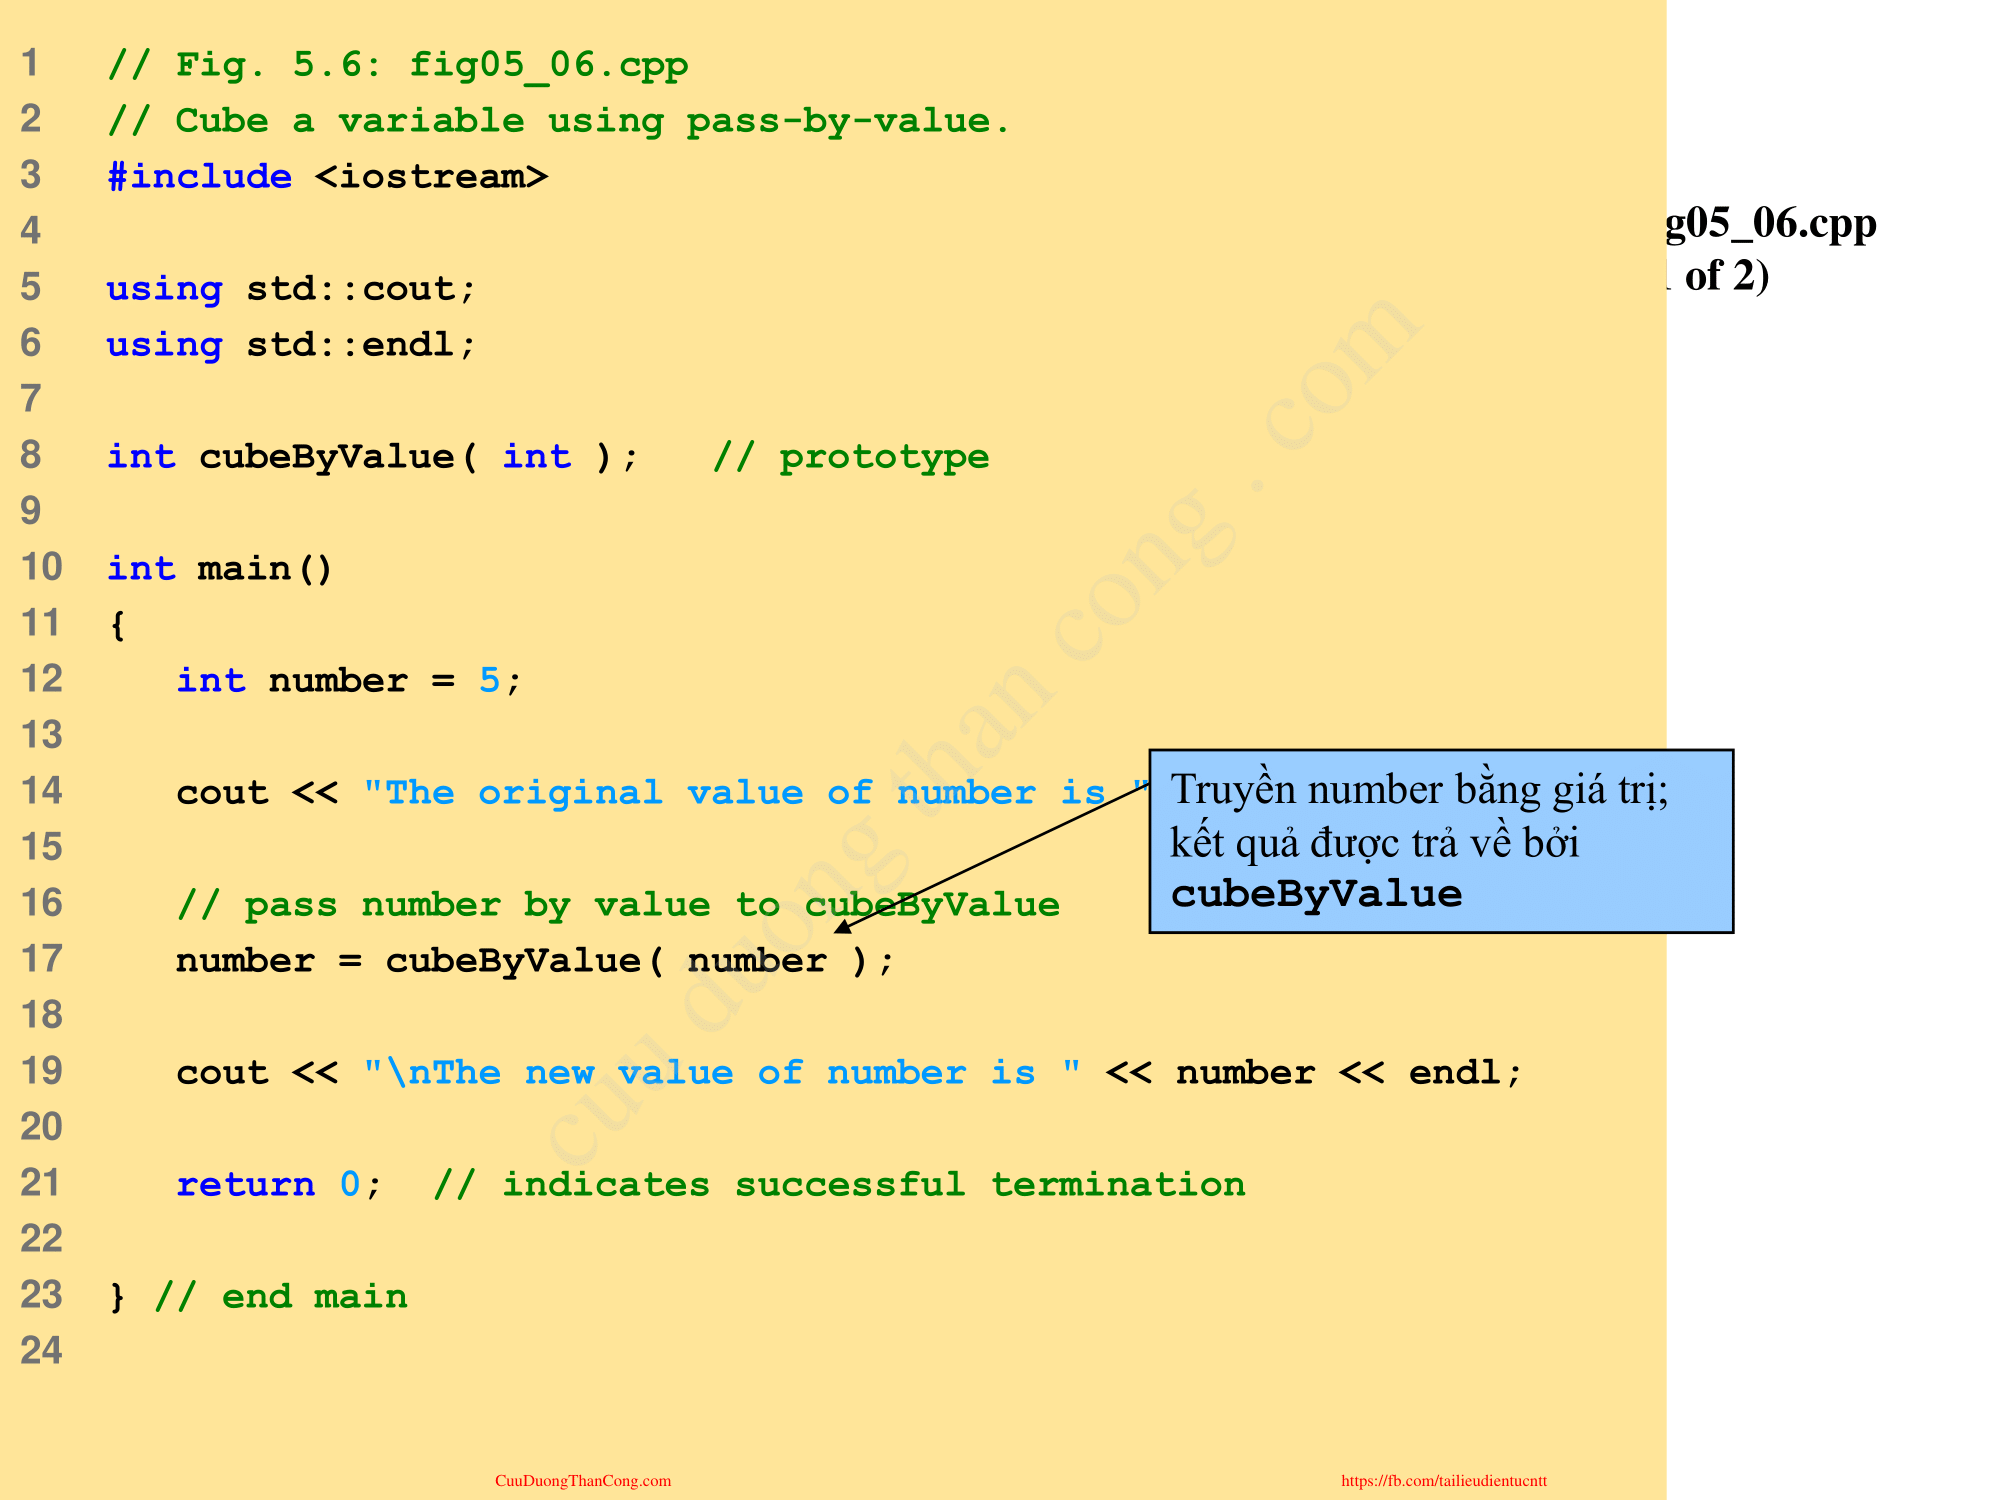 1 // Fig. 5.6: fig05_06.cpp
2 // Cube a variable using pass-by-value.
3 #include <iostream>
4
5 using std::cout;
6 using std::endl;
7
8 int cubeByValue( int ); // prototype
9
10 int main()
11 {
12 int number = 5;
13
14 cout << "The original value of number is "
15
16 // pass number by value to cubeByValue
17 number = cubeByValue( number );
18
19 cout << "\nThe new value of number is " << number << endl;
20
21 return 0; // indicates successful termination
22
23 } // end main
24
g05_06.cpp
of 2)
Truyền number bằng giá trị;
kết quả được trả về bởi
cubeByValue
cuu duong than cong . com
CuuDuongThanCong.com
https://fb.com/tailieudientucntt